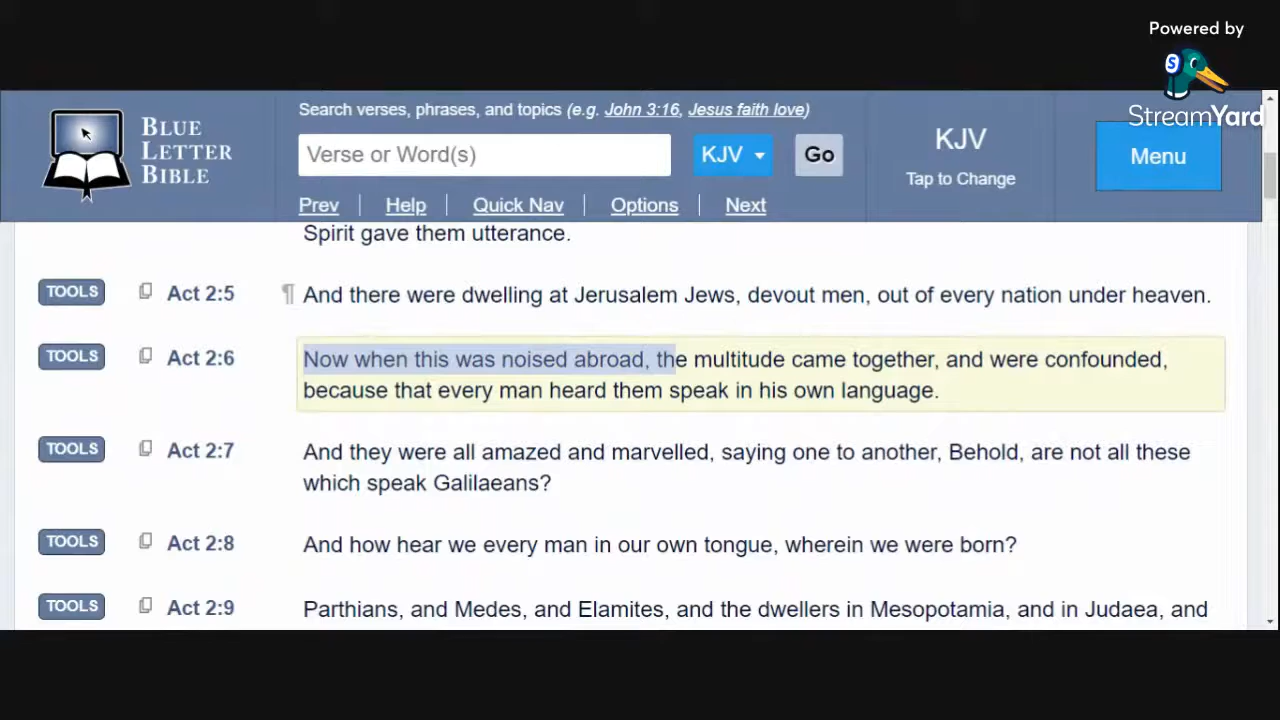 Powered by
StreamYard
BLUE
LETTER
BIBLE
Search verses, phrases, and topics (e.g. John 3:16, Jesus faith love)
Verse or Word(s)
KJV
Go
KJV
Tap to Change
Menu
Prev
Help
Quick Nav
Options
Next
Spirit gave them utterance.
TOOLS Act 2:5 ¶ And there were dwelling at Jerusalem Jews, devout men, out of every nation under heaven.
TOOLS Act 2:6 Now when this was noised abroad, the multitude came together, and were confounded,
because that every man heard them speak in his own language.
TOOLS Act 2:7 And they were all amazed and marvelled, saying one to another, Behold, are not all these
which speak Galilaeans?
TOOLS Act 2:8 And how hear we every man in our own tongue, wherein we were born?
TOOLS Act 2:9 Parthians, and Medes, and Elamites, and the dwellers in Mesopotamia, and in Judaea, and